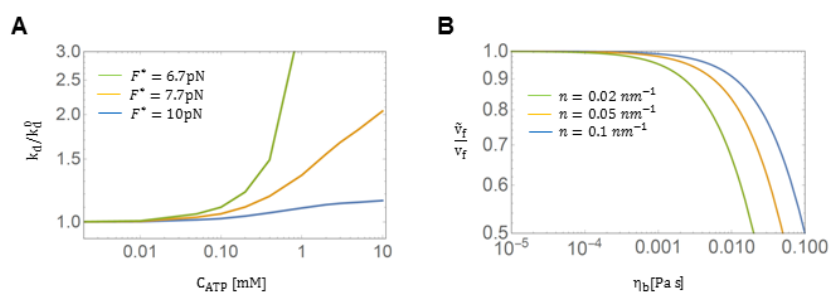 A
3.0
2.0
1.5
1.0
k_d/k_d^0
F* = 6.7pN
F* = 7.7pN
F* = 10pN
0.01 0.10 1 10
C_ATP [mM]
B
1.0
0.9
0.8
0.7
0.6
0.5
ṽ_f/v_f
n = 0.02 nm⁻¹
n = 0.05 nm⁻¹
n = 0.1 nm⁻¹
10⁻⁵ 10⁻⁴ 0.001 0.010 0.100
η_b[Pa s]